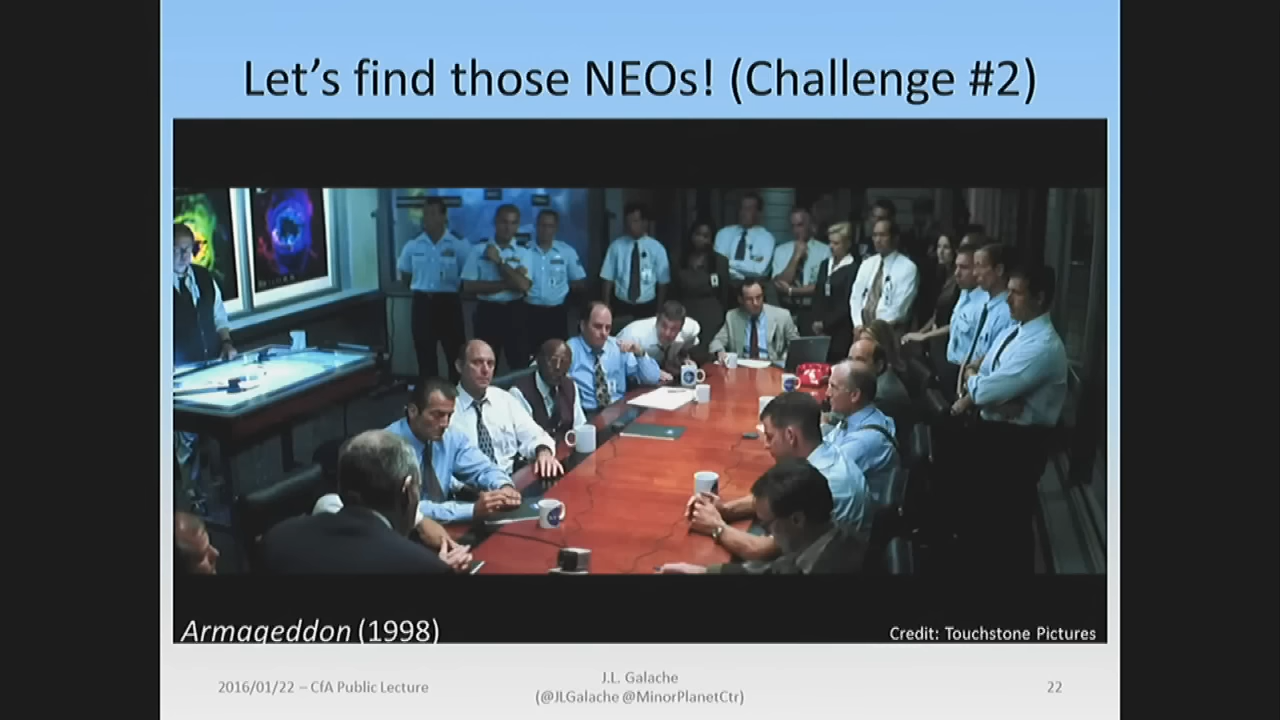 Let's find those NEOs! (Challenge #2)
Armageddon (1998)
Credit: Touchstone Pictures
2016/01/22 – CfA Public Lecture
J.L. Galache
(@JLGalache @MinorPlanetCtr)
22